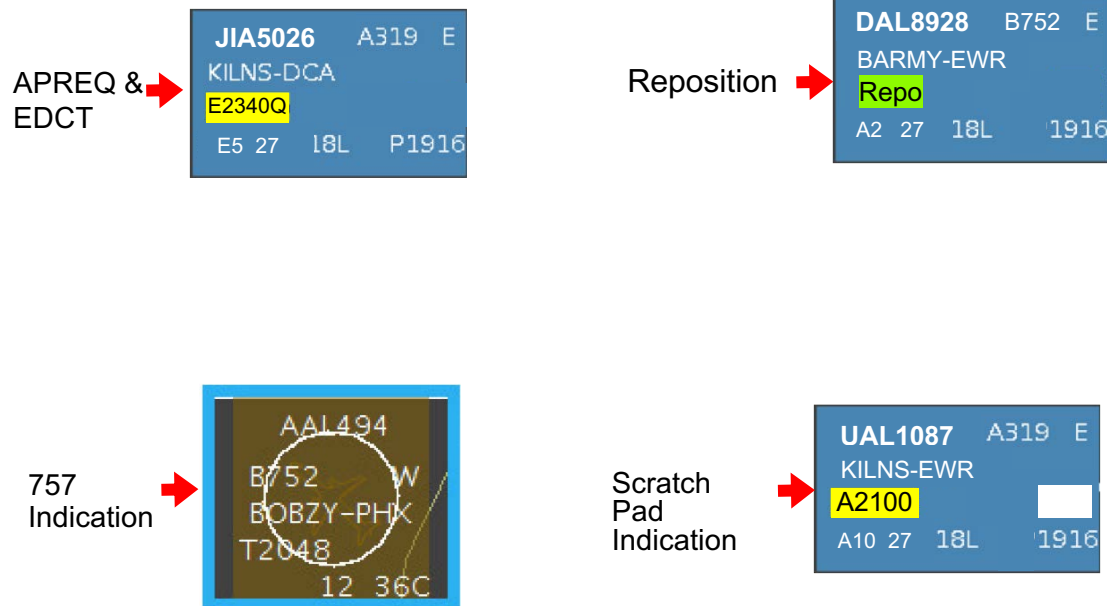 APREQ &
EDCT
JIA5026 A319 E
KILNS-DCA
E2340Q
E5 27 18L P1916
Reposition
DAL8928 B752 E
BARMY-EWR
Repo
A2 27 18L 1916
757
Indication
AAL494
B752 W
BOBZY-PHX
T2048
12 36C
Scratch
Pad
Indication
UAL1087 A319 E
KILNS-EWR
A2100
A10 27 18L 1916